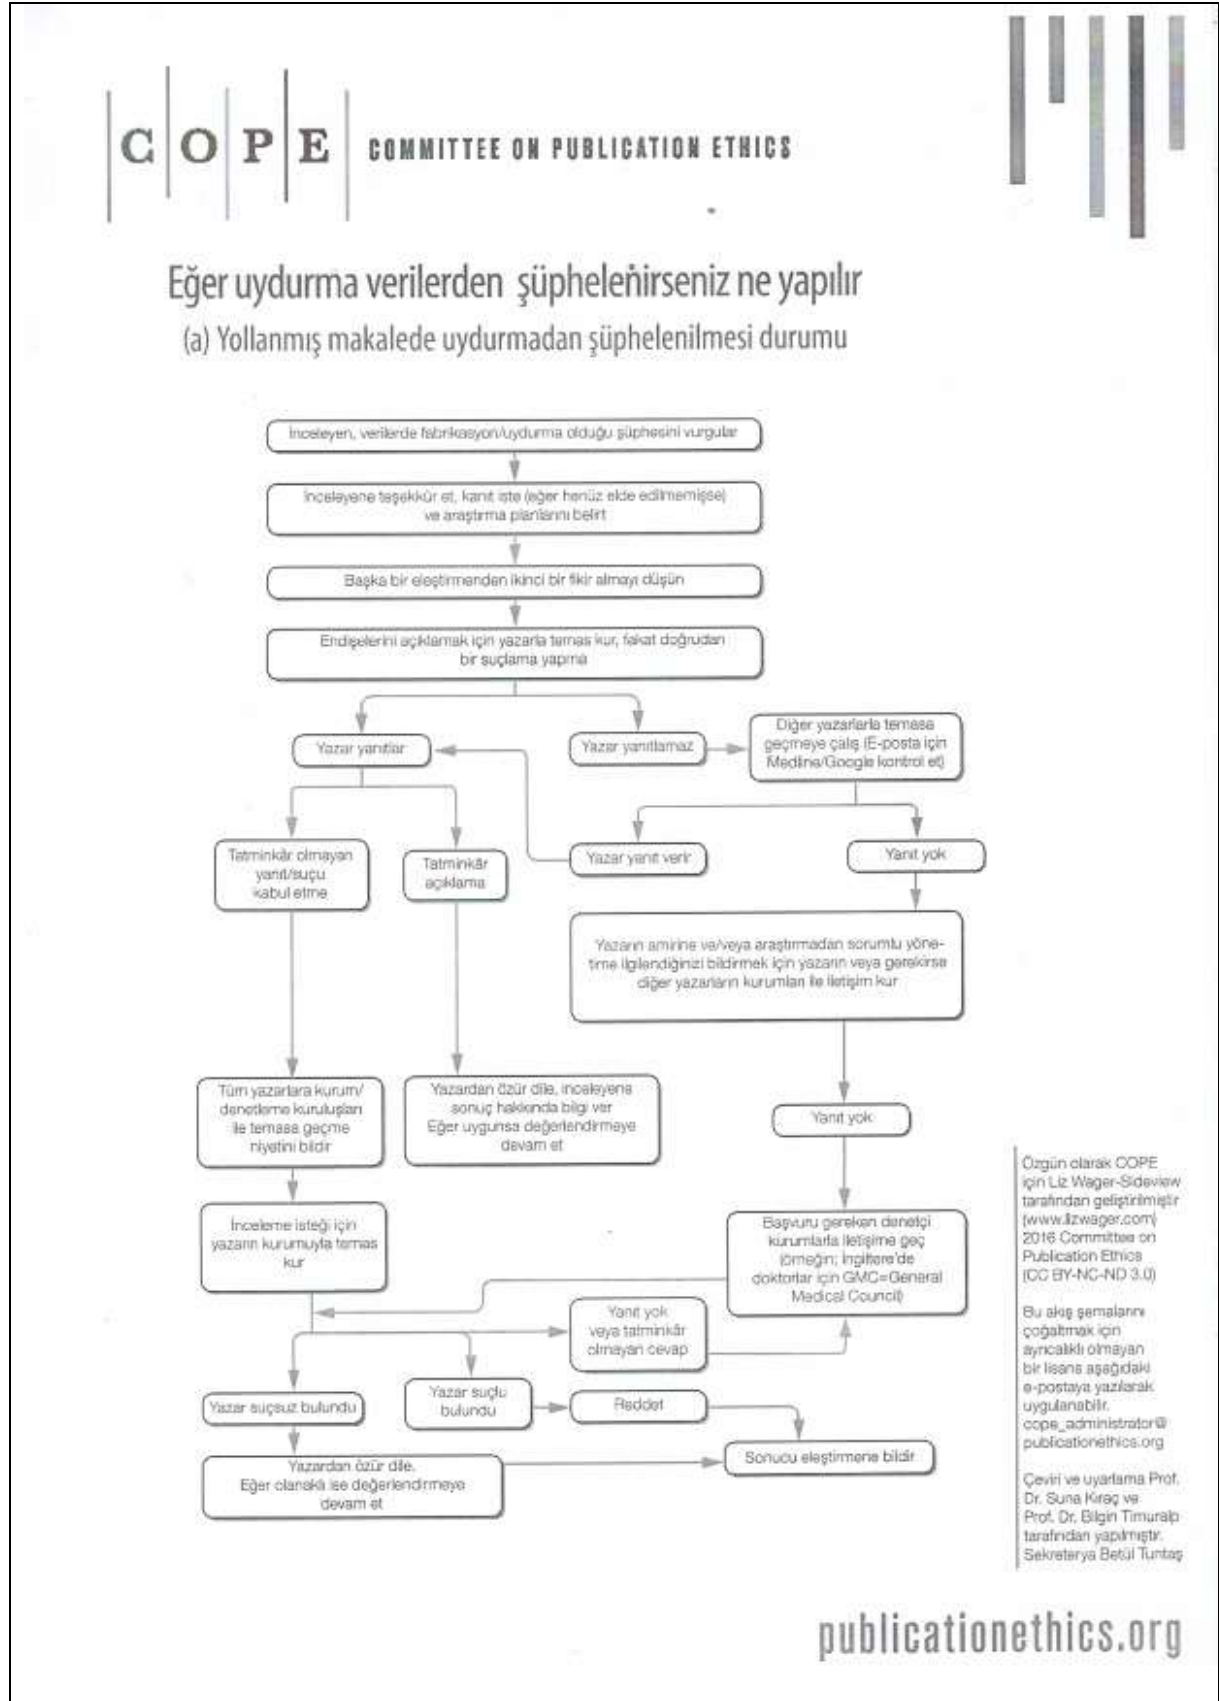 COPE
COMMITTEE ON PUBLICATION ETHICS
Eğer uydurma verilerden şüphelenirseniz ne yapılır
(a) Yollanmış makalede uydurmadan şüphelenilmesi durumu
İnceleyen, verilerde fabrikasyon/uydurma olduğu şüphesini vurgular
İnceleyene teşekkür et, kanıt iste (eğer henüz elde edilmemişse)
ve araştırma planlarını belirt
Başka bir eleştirmenden ikinci bir fikir almayı düşün
Endişelerini açıklamak için yazarla temas kur, fakat doğrudan
bir suçlama yapma
Yazar yanıtlar
Yazar yanıtlamaz
Diğer yazarlarla temasa
geçmeye çalış (E-posta için
Medline/Google kontrol et)
Tatminkâr olmayan
yanıt/suçu
kabul etme
Tatminkâr
açıklama
Yazar yanıt verir
Yanıt yok
Yazarın amirine ve/veya araştırmadan sorumlu yöne-
time ilgilendiğinizi bildirmek için yazarın veya gerekirse
diğer yazarların kurumları ile iletişim kur
Tüm yazarlara kurum/
denetleme kuruluşları
ile temasa geçme
niyetini bildir
Yazardan özür dile, inceleyene
sonuç hakkında bilgi ver
Eğer uygunsa değerlendirmeye
devam et
Yanıt yok
İnceleme isteği için
yazarın kurumuyla temas
kur
Başvuru gereken denetçi
kurumlarla iletişime geç
(örneğin; İngiltere'de
doktorlar için GMC=General
Medical Council)
Yanıt yok
veya tatminkâr
olmayan cevap
Yazar suçsuz bulundu
Yazar suçlu
bulundu
Reddet
Yazardan özür dile.
Eğer olanaklı ise değerlendirmeye
devam et
Sonucu eleştirmene bildir
Özgün olarak COPE
için Liz Wager-Sideview
tarafından geliştirilmiştir
(www.lizwager.com)
2016 Committee on
Publication Ethics
(CC BY-NC-ND 3.0)
Bu akış şemalarını
çoğaltmak için
ayrıcalıklı olmayan
bir lisans aşağıdaki
e-postaya yazılarak
uygulanabilir.
cope_administrator@
publicationethics.org
Çeviri ve uyarlama Prof.
Dr. Suna Kıraç ve
Prof. Dr. Bilgin Timuralp
tarafından yapılmıştır.
Sekreterya Betül Tuntaş
publicationethics.org